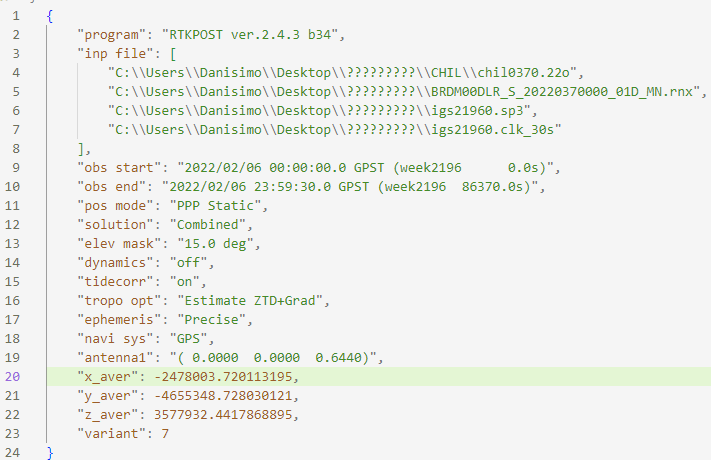 1 {
2 "program": "RTKPOST ver.2.4.3 b34",
3 "inp file": [
4 "C:\\Users\\Danisimo\\Desktop\\?????????\\CHIL\\chil0370.22o",
5 "C:\\Users\\Danisimo\\Desktop\\?????????\\BRDM00DLR_S_20220370000_01D_MN.rnx",
6 "C:\\Users\\Danisimo\\Desktop\\?????????\\igs21960.sp3",
7 "C:\\Users\\Danisimo\\Desktop\\?????????\\igs21960.clk_30s"
8 ],
9 "obs start": "2022/02/06 00:00:00.0 GPST (week2196      0.0s)",
10 "obs end": "2022/02/06 23:59:30.0 GPST (week2196  86370.0s)",
11 "pos mode": "PPP Static",
12 "solution": "Combined",
13 "elev mask": "15.0 deg",
14 "dynamics": "off",
15 "tidecorr": "on",
16 "tropo opt": "Estimate ZTD+Grad",
17 "ephemeris": "Precise",
18 "navi sys": "GPS",
19 "antenna1": "( 0.0000  0.0000  0.6440)",
20 "x_aver": -2478003.720113195,
21 "y_aver": -4655348.728030121,
22 "z_aver": 3577932.4417868895,
23 "variant": 7
24 }